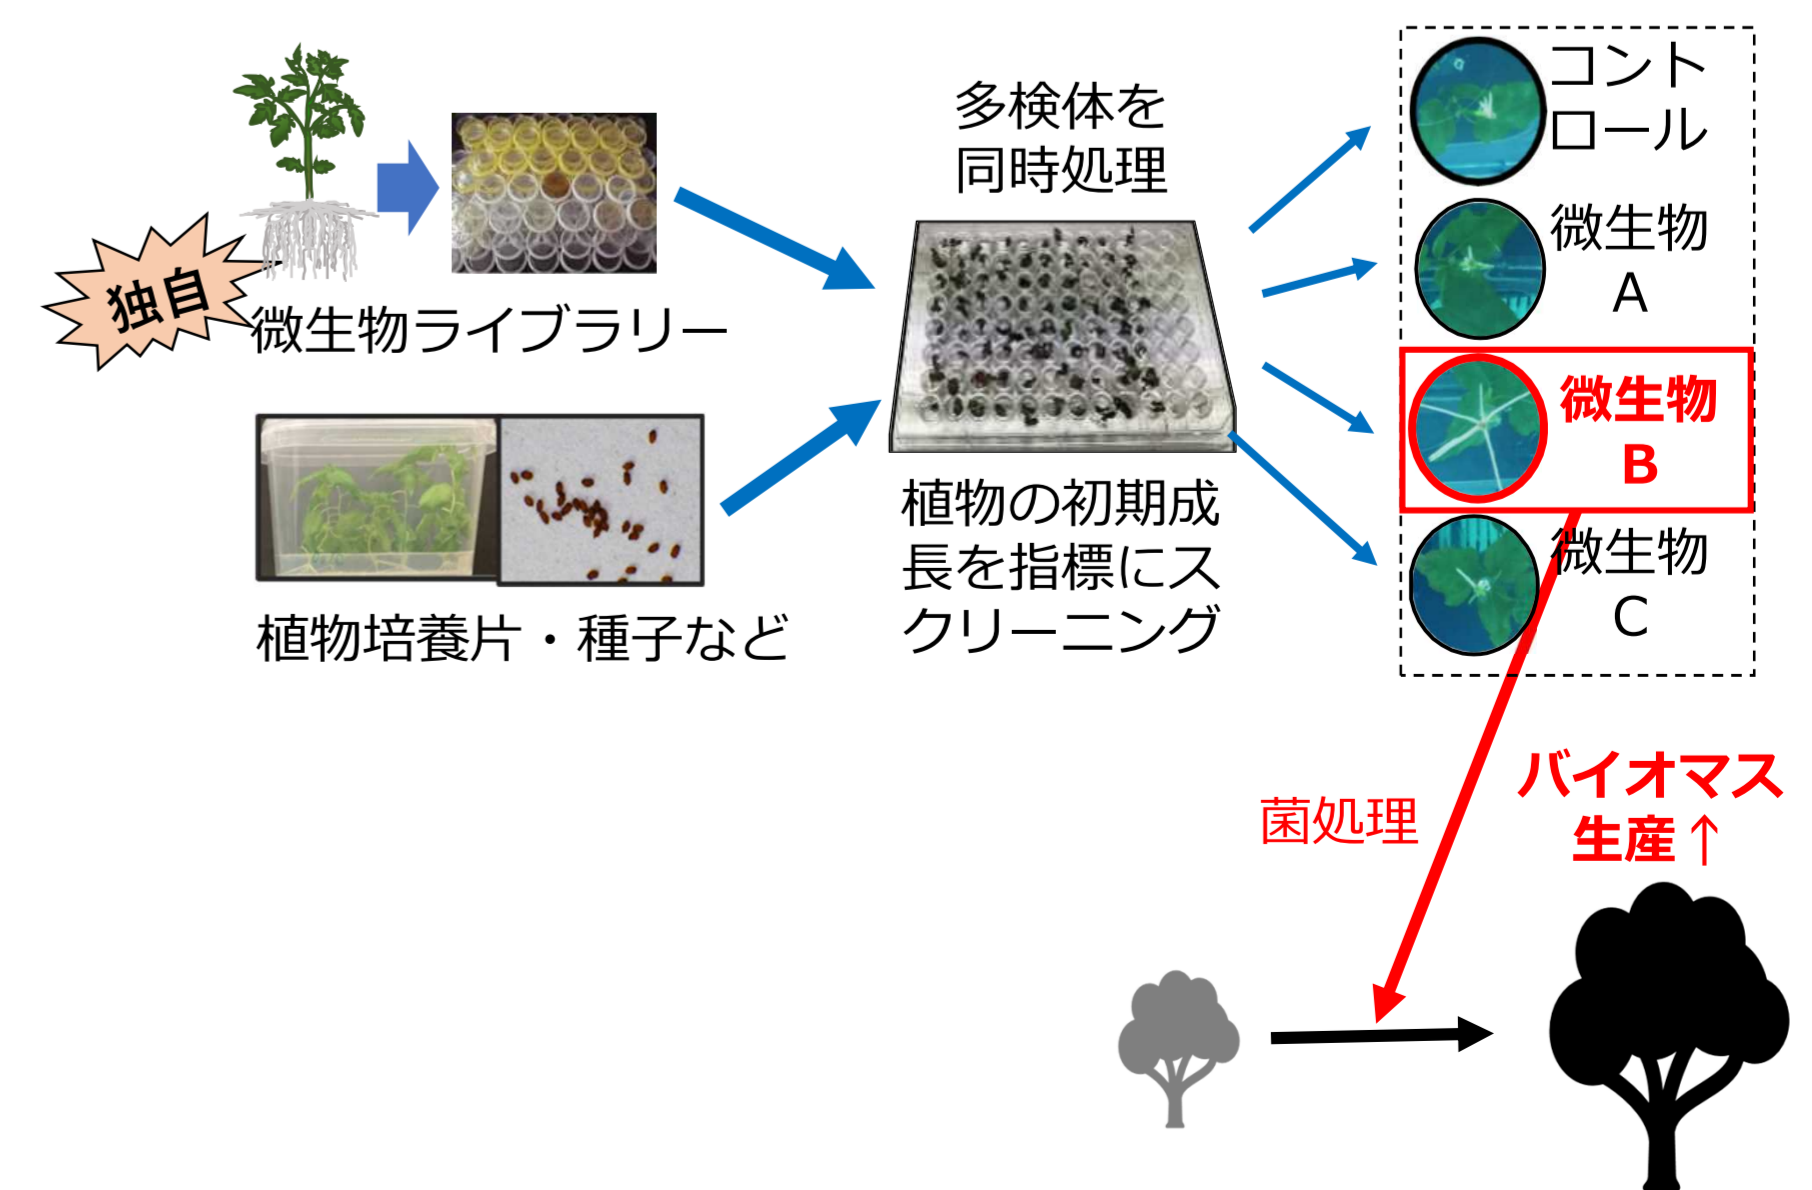 独自
微生物ライブラリー
植物培養片・種子など
多検体を
同時処理
植物の初期成
長を指標にス
クリーニング
コント
ロール
微生物
A
微生物
B
微生物
C
菌処理
バイオマス
生産↑